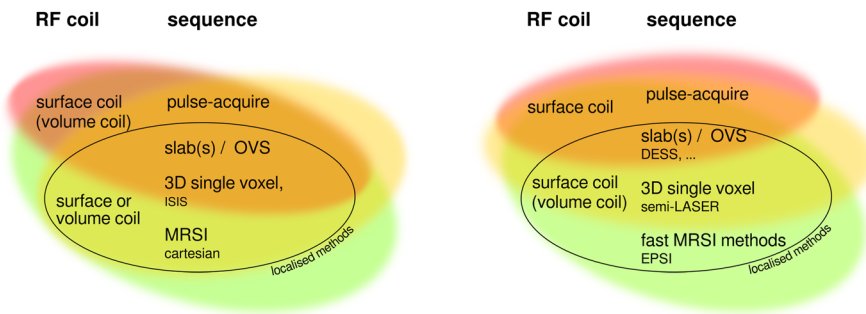 RF coil sequence
surface coil
(volume coil)
pulse-acquire
slab(s) / OVS
3D single voxel,
ISIS
surface or
volume coil
MRSI
cartesian
localised methods
RF coil sequence
surface coil
pulse-acquire
slab(s) / OVS
DESS, ...
surface coil
(volume coil)
3D single voxel
semi-LASER
fast MRSI methods
EPSI
localised methods